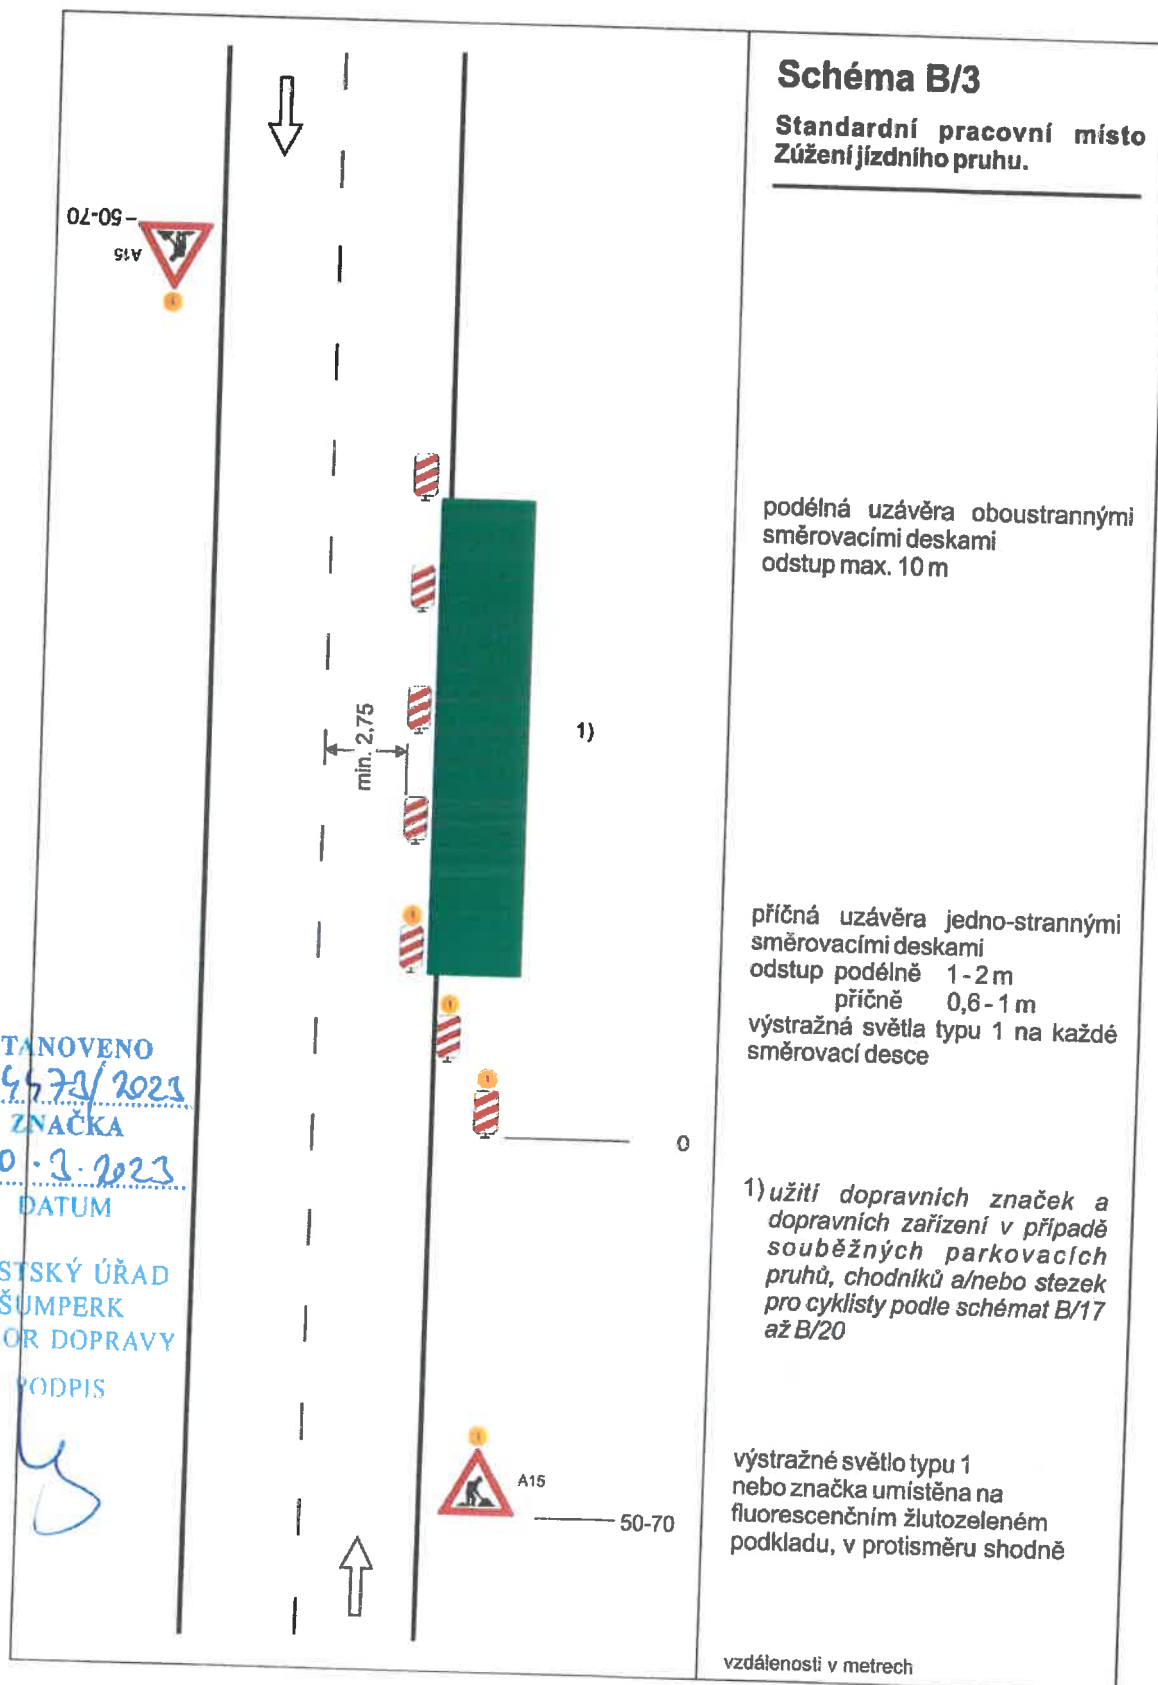 Schéma B/3
Standardní pracovní místo
Zúžení jízdního pruhu.
50-70
A15
podélná uzávěra oboustrannými
směrovacími deskami
odstup max. 10 m
min. 2,75
1)
příčná uzávěra jedno-strannými
směrovacími deskami
odstup podélně 1-2 m
příčně 0,6-1 m
výstražná světla typu 1 na každé
směrovací desce
0
TANOVENO
2023
ZNAČKA
0.3.2023
DATUM
STSKÝ ÚŘAD
ŠUMPERK
OR DOPRAVY
PODPIS
1) užití dopravních značek a
dopravních zařízení v případě
souběžných parkovacích
pruhů, chodníků a/nebo stezek
pro cyklisty podle schémat B/17
až B/20
A15
50-70
výstražné světlo typu 1
nebo značka umístěna na
fluorescenčním žlutozeleném
podkladu, v protisměru shodně
vzdálenosti v metrech